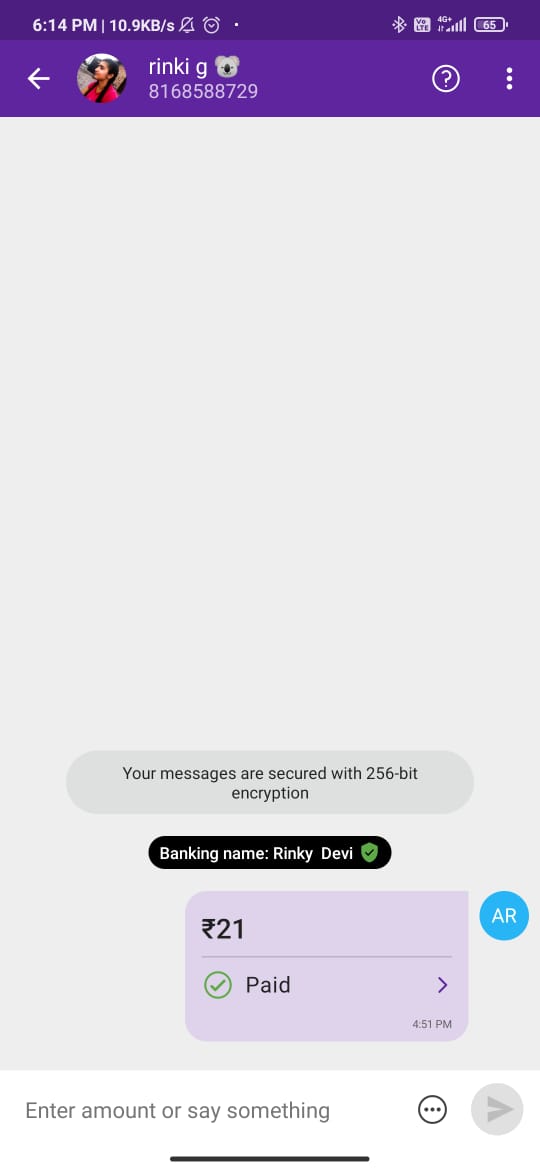 6:14 PM | 10.9KB/s
Vo LTE 4G+ 65
rinki g 🐨
8168588729
Your messages are secured with 256-bit
encryption
Banking name: Rinky Devi
₹21
AR
Paid
4:51 PM
Enter amount or say something